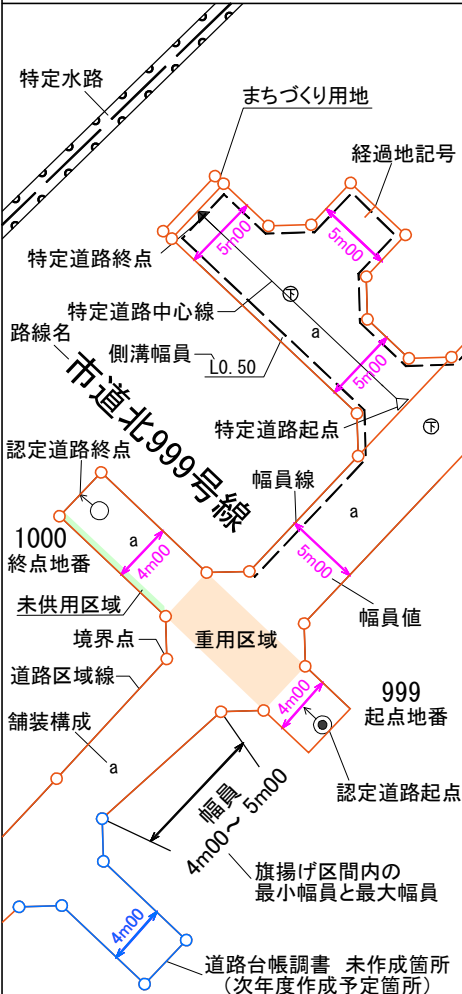 特定水路
まちづくり用地
経過地記号
5m00
5m00
特定道路終点
下
特定道路中心線
a
路線名
側溝幅員
L0.50
5m00
市道北999号線
特定道路起点
下
認定道路終点
幅員線
a
a
1000
終点地番
4m00
5m00
未供用区域
幅員値
境界点
重用区域
道路区域線
999
起点地番
4m00
舗装構成
a
認定道路起点
幅員
4m00~5m00
旗揚げ区間内の
最小幅員と最大幅員
4m00
道路台帳調書 未作成箇所
(次年度作成予定箇所)